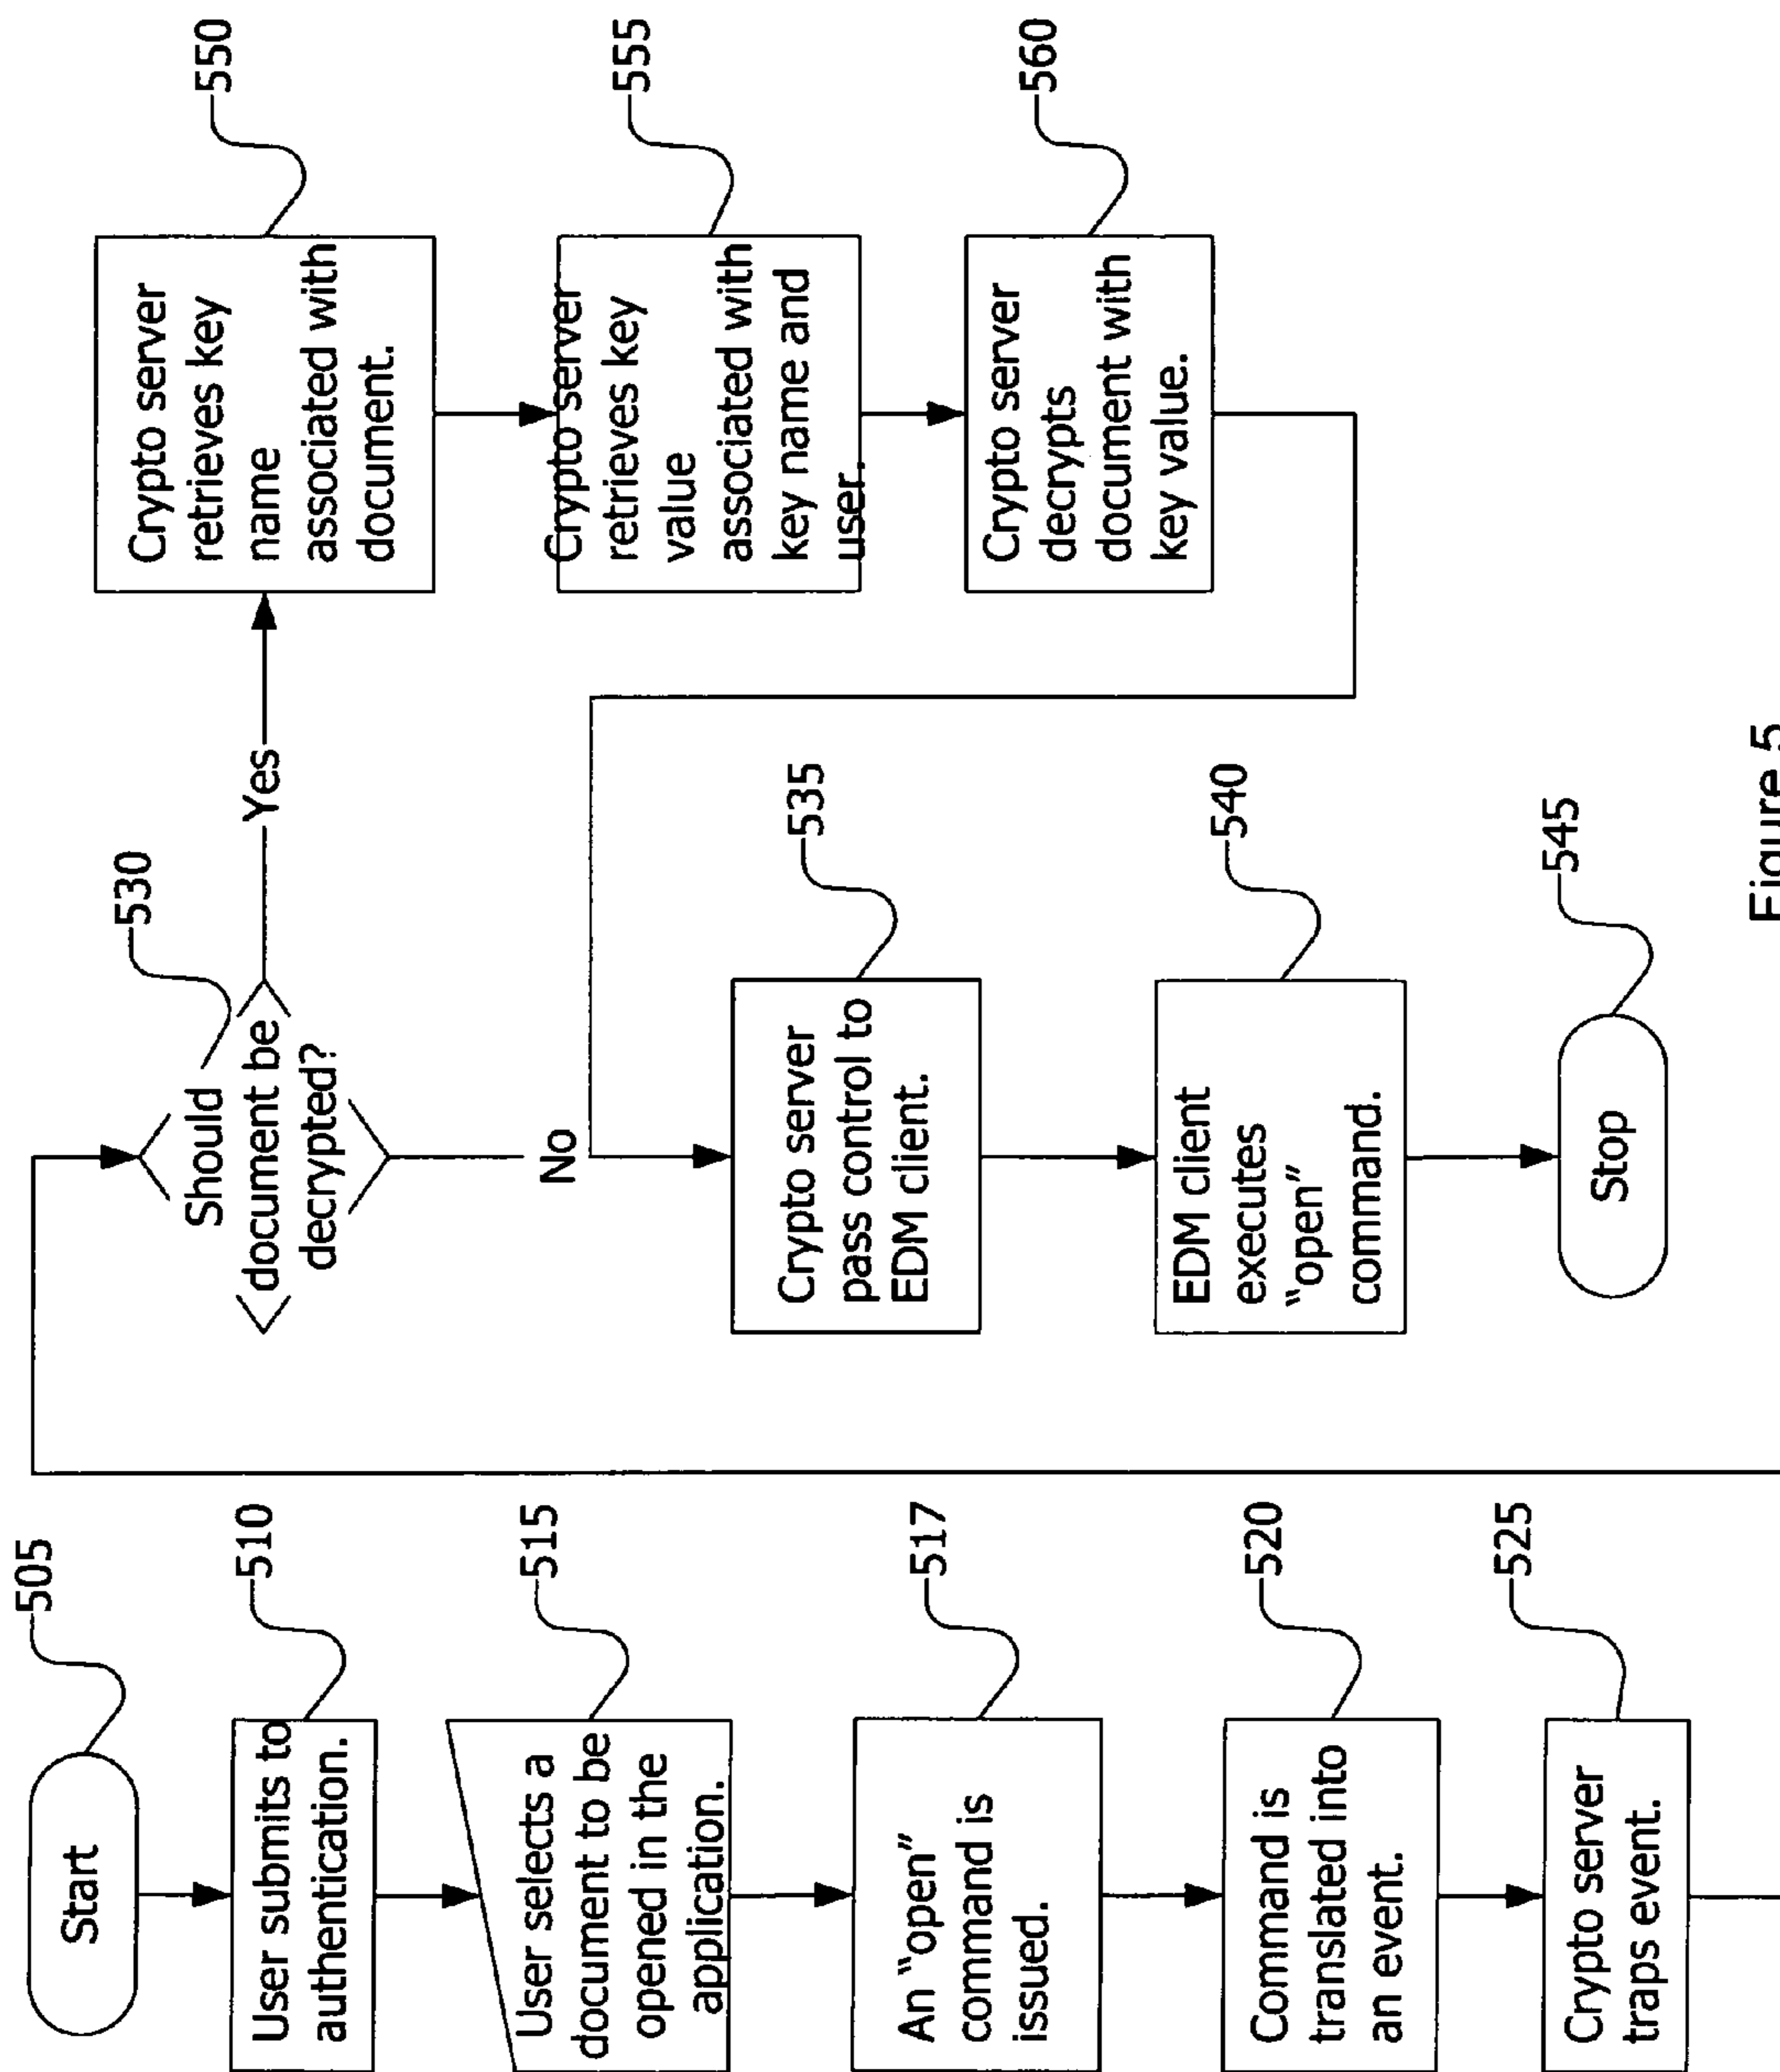 Start
505
User submits to
authentication.
510
User selects a
document to be
opened in the
application.
515
An “open”
command is
issued.
517
Command is
translated into
an event.
520
Crypto server
traps event.
525
Should
document be
decrypted?
530
Yes
No
Crypto server
pass control to
EDM client.
535
EDM client
executes
“open”
command.
540
Stop
545
Crypto server
retrieves key
name
associated with
document.
550
Crypto server
retrieves key
value
associated with
key name and
user.
555
Crypto server
decrypts
document with
key value.
560
Figure 5